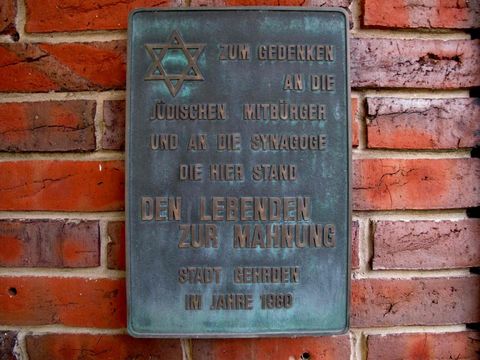 ZUM GEDENKEN
AN DIE
JÜDISCHEN MITBÜRGER
UND AN DIE SYNAGOGE
DIE HIER STAND
DEN LEBENDEN
ZUR MAHNUNG
STADT GEHRDEN
IM JAHRE 1980